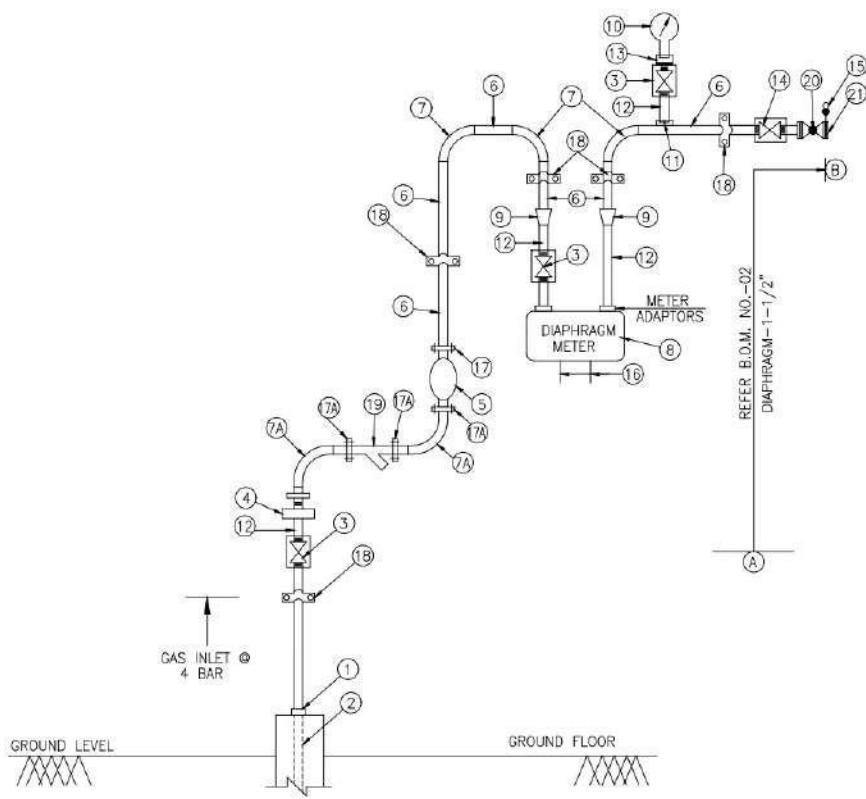 10
13
15
3
14
20
6
6
12
21
7
7
11
18
18
B
6
6
18
9
9
12
3
12
6
METER
ADAPTORS
DIAPHRAGM
METER
8
17
16
5
REFER B.O.M. NO.-02
DIAPHRAGM-1-1/2"
17A
19
17A
17A
7A
7A
4
12
3
A
18
GAS INLET @
4 BAR
1
2
GROUND LEVEL
GROUND FLOOR